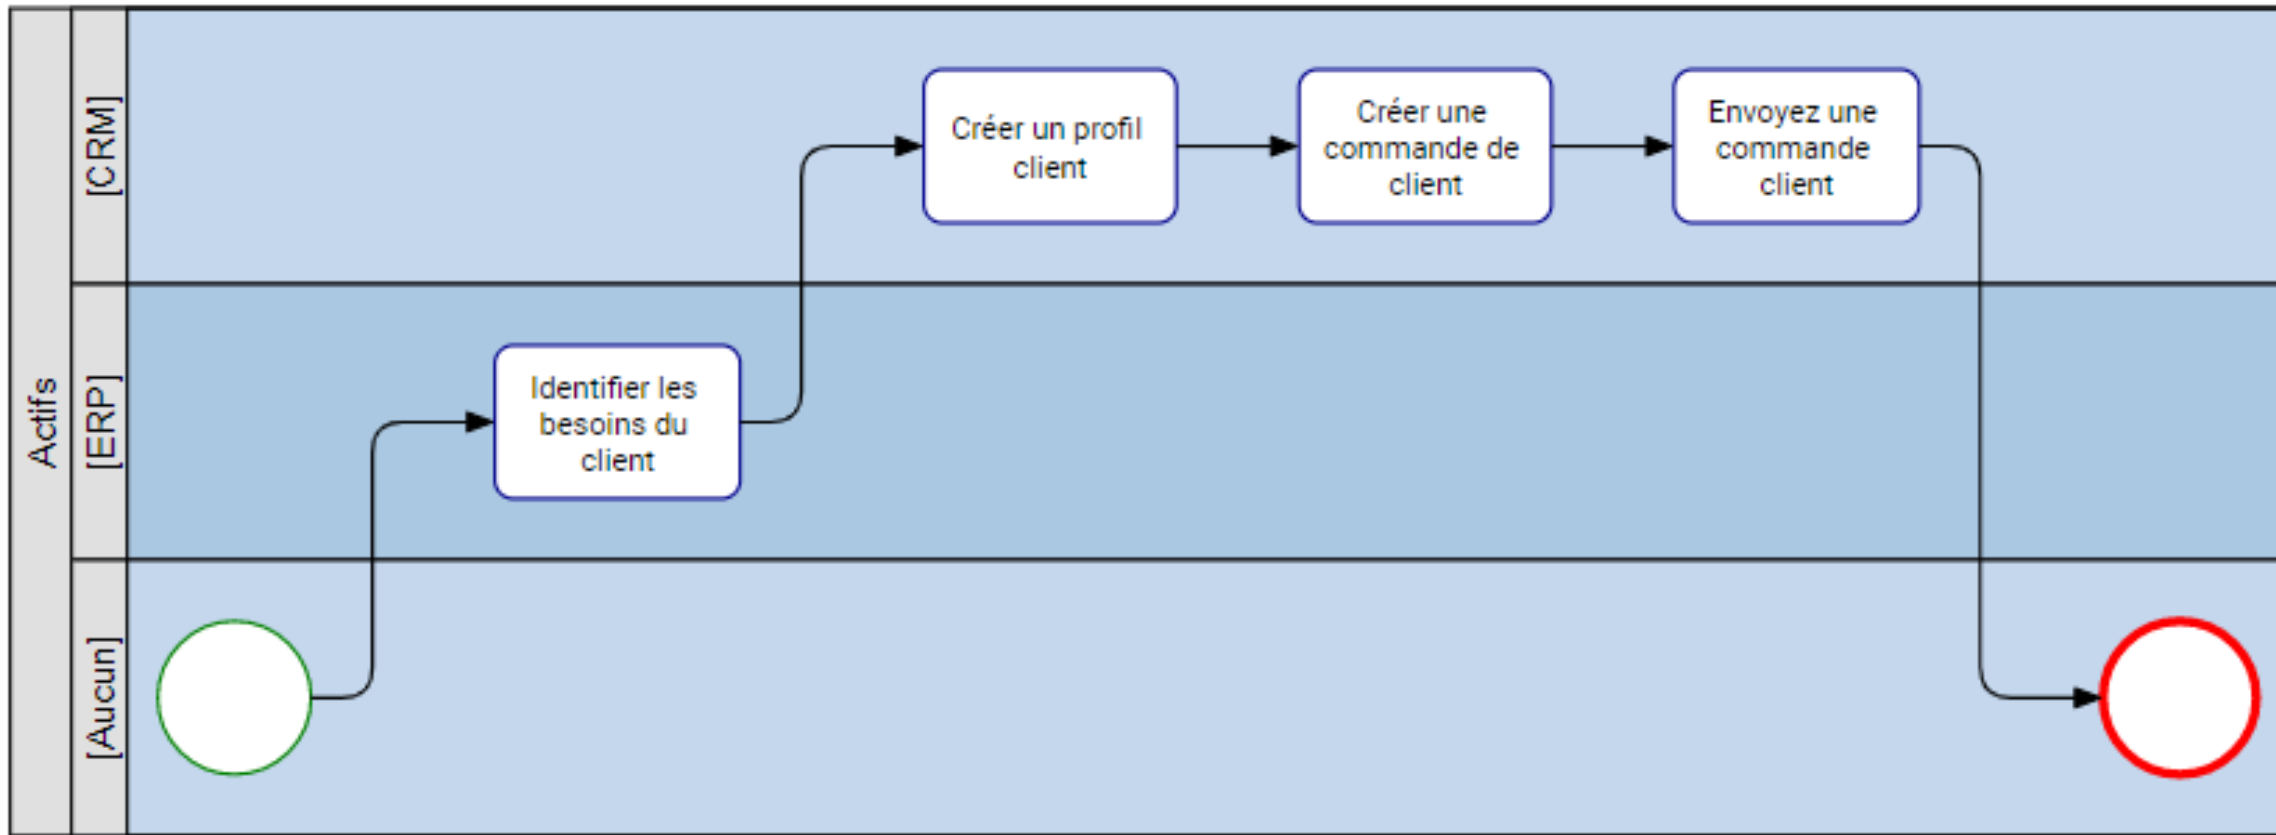 Actifs
[CRM]
Créer un profil
client
Créer une
commande de
client
Envoyez une
commande
client
[ERP]
Identifier les
besoins du
client
[Aucun]